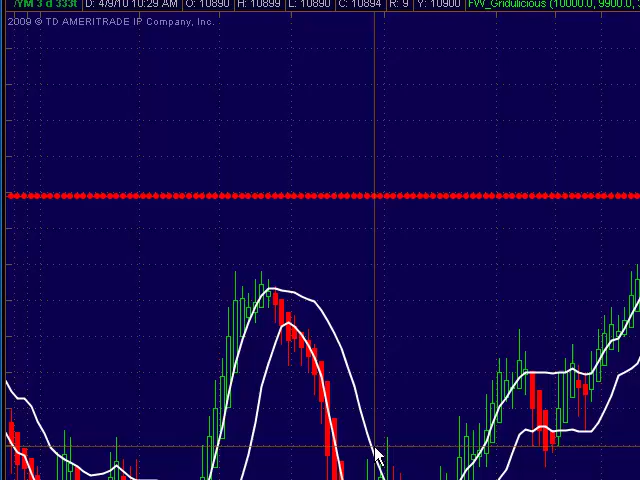 /YM 3 d 333t D: 4/9/10 10:29 AM O: 10890 H: 10899 L: 10890 C: 10894 R: 9 Y: 10900 FW_Gridulicious (10000.0, 9900.0,
2009 © TD AMERITRADE IP Company, Inc.